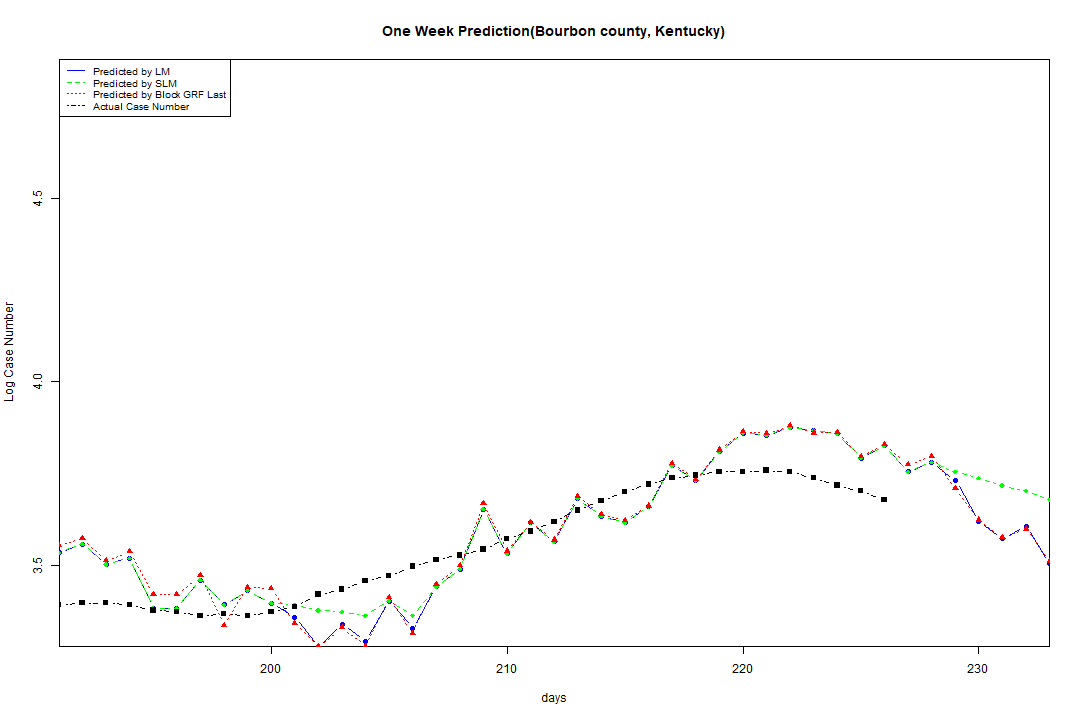 One Week Prediction(Bourbon county, Kentucky)
Predicted by LM
Predicted by SLM
Predicted by Block GRF Last
Actual Case Number
4.5
4.0
3.5
Log Case Number
200
210
220
230
days